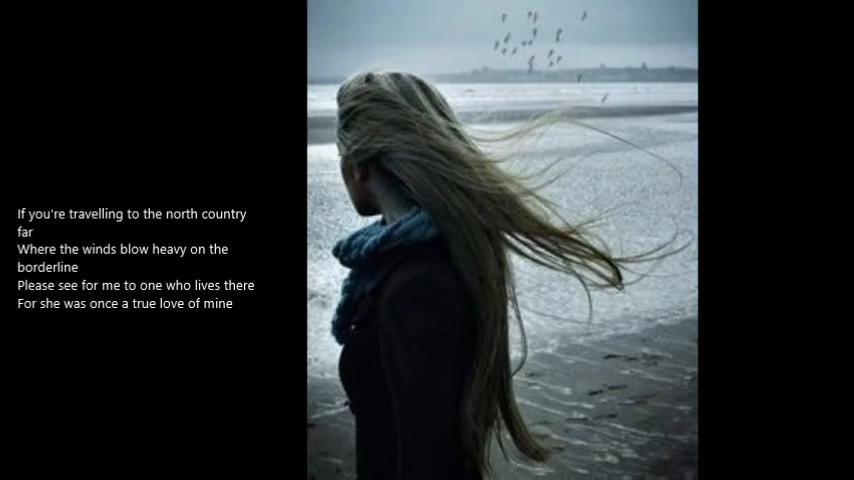 If you're travelling to the north country
far
Where the winds blow heavy on the
borderline
Please see for me to one who lives there
For she was once a true love of mine